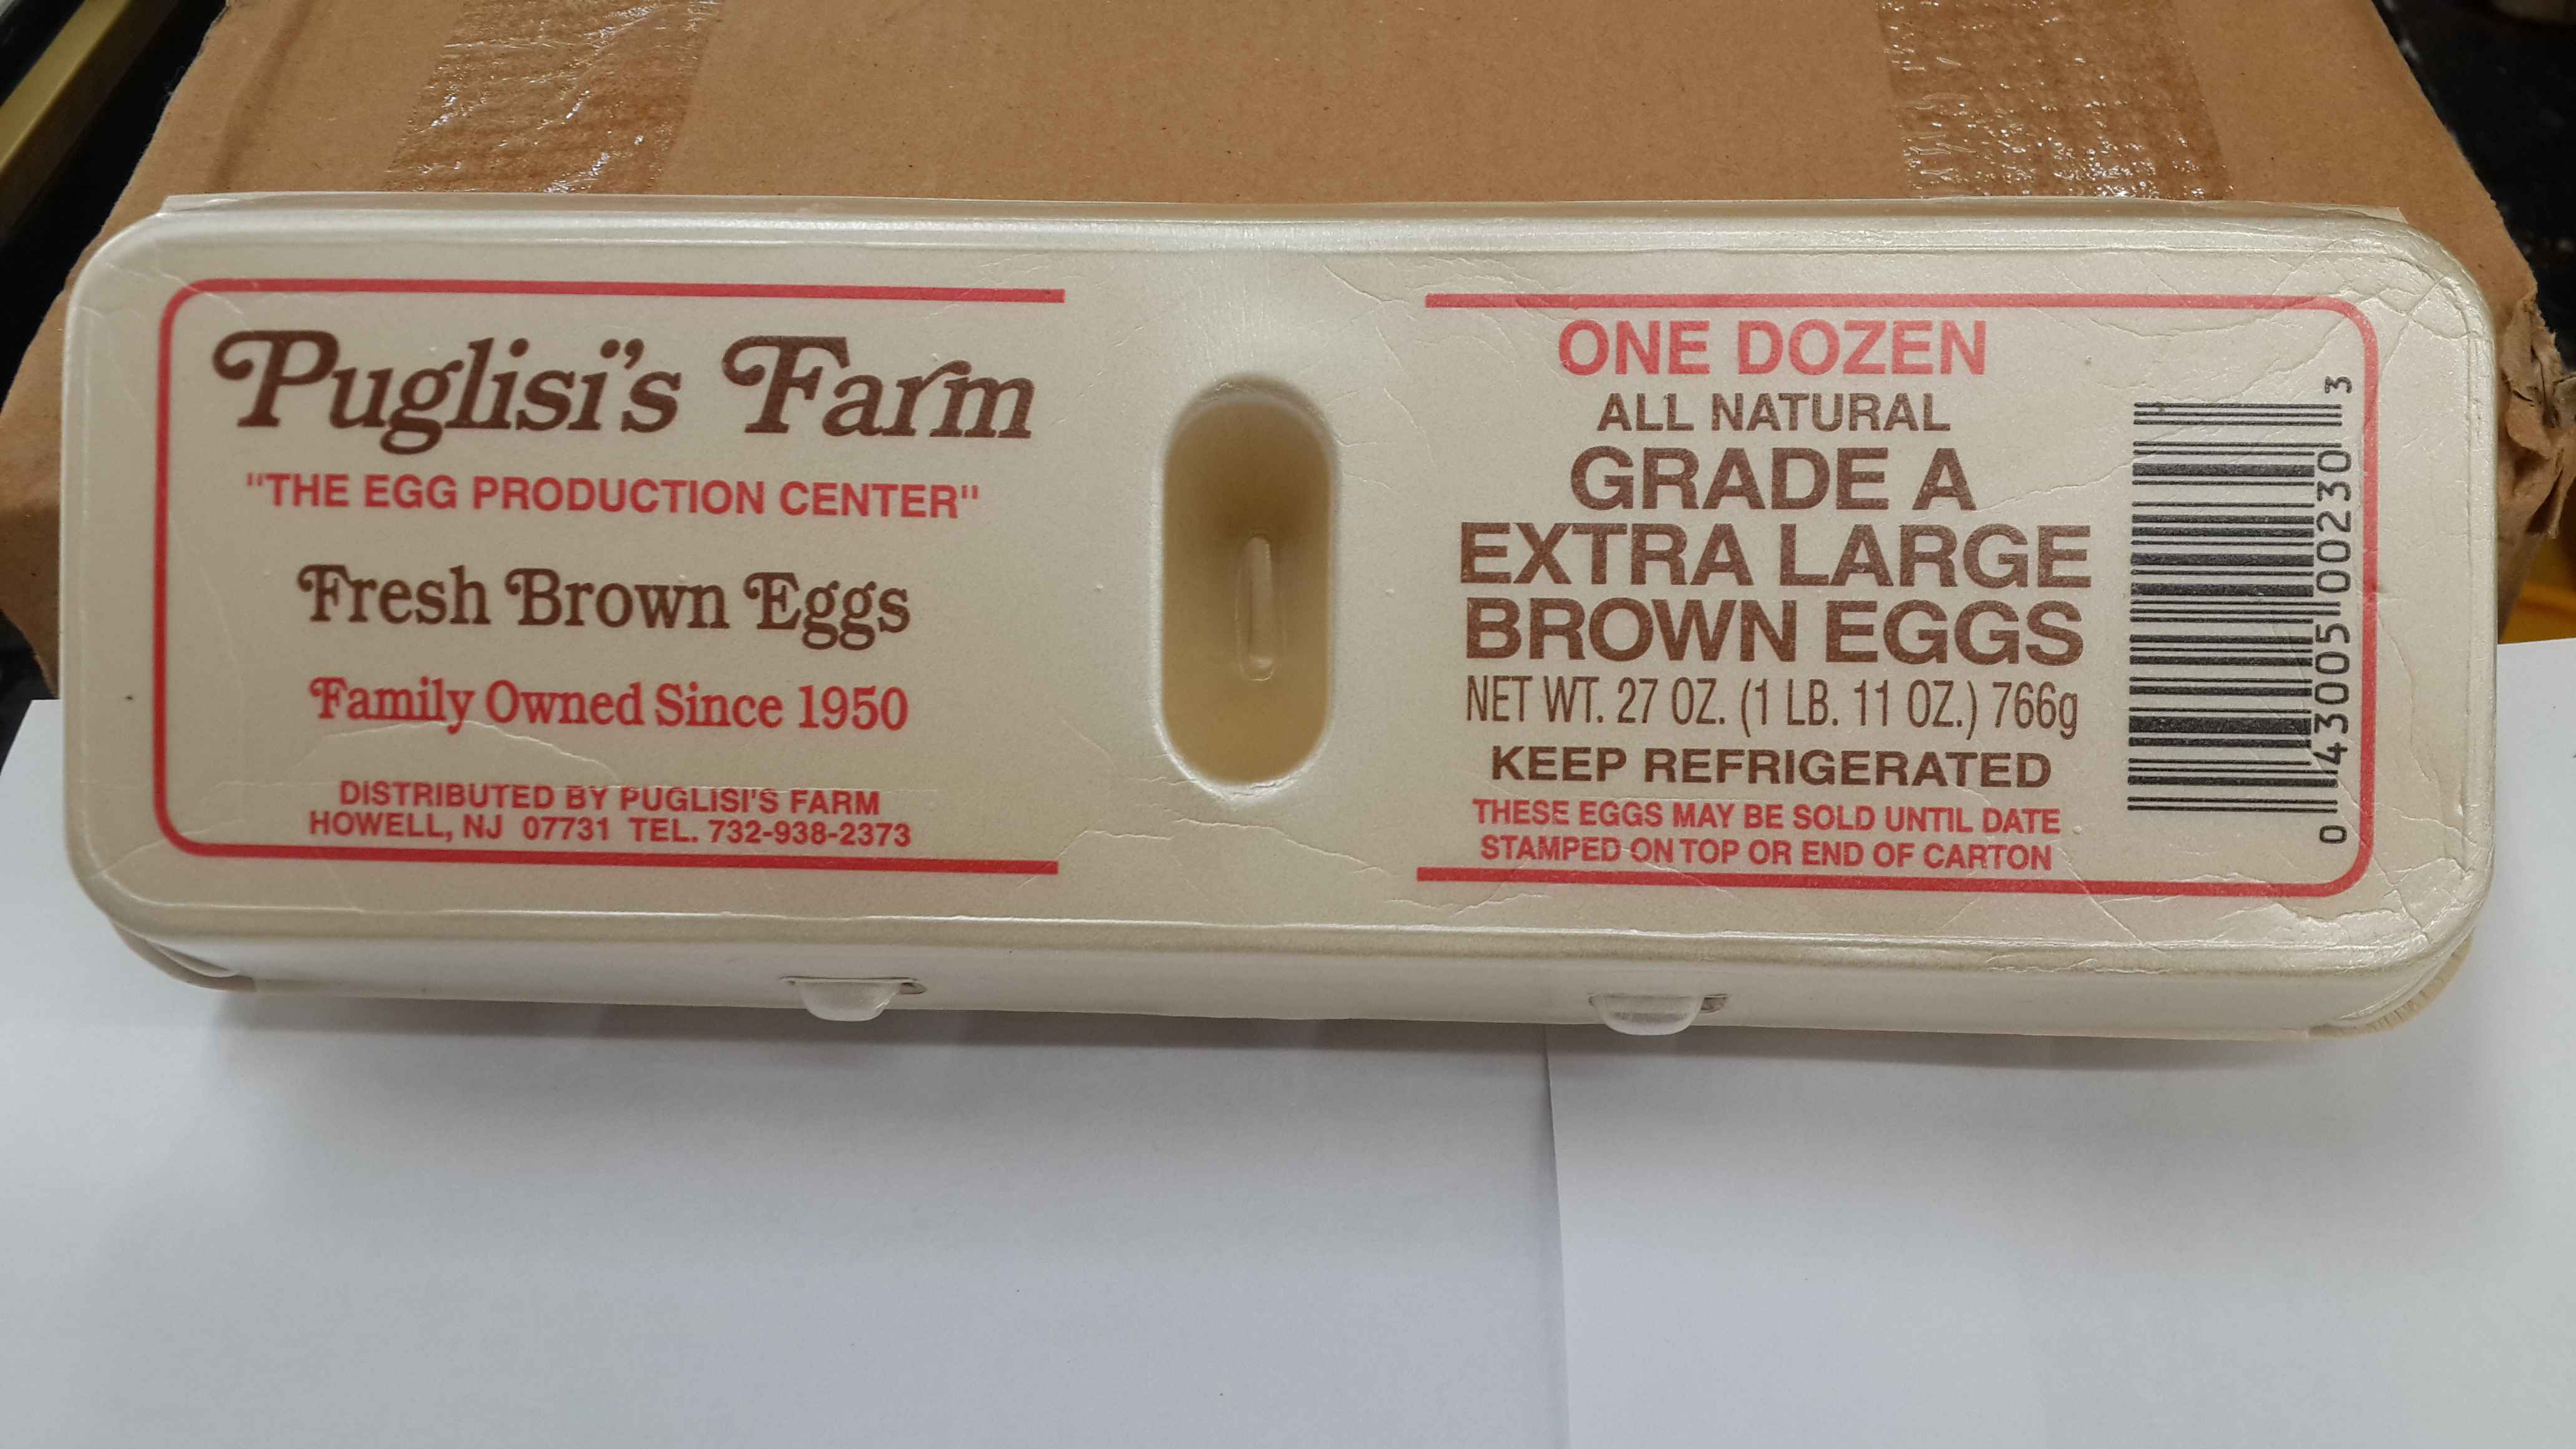 Puglisi's Farm
"THE EGG PRODUCTION CENTER"
Fresh Brown Eggs
Family Owned Since 1950
DISTRIBUTED BY PUGLISI'S FARM
HOWELL, NJ 07731 TEL. 732-938-2373
ONE DOZEN
ALL NATURAL
GRADE A
EXTRA LARGE
BROWN EGGS
NET WT. 27 OZ. (1 LB. 11 OZ.) 766g
KEEP REFRIGERATED
THESE EGGS MAY BE SOLD UNTIL DATE
STAMPED ON TOP OR END OF CARTON
0 43005 00230 3